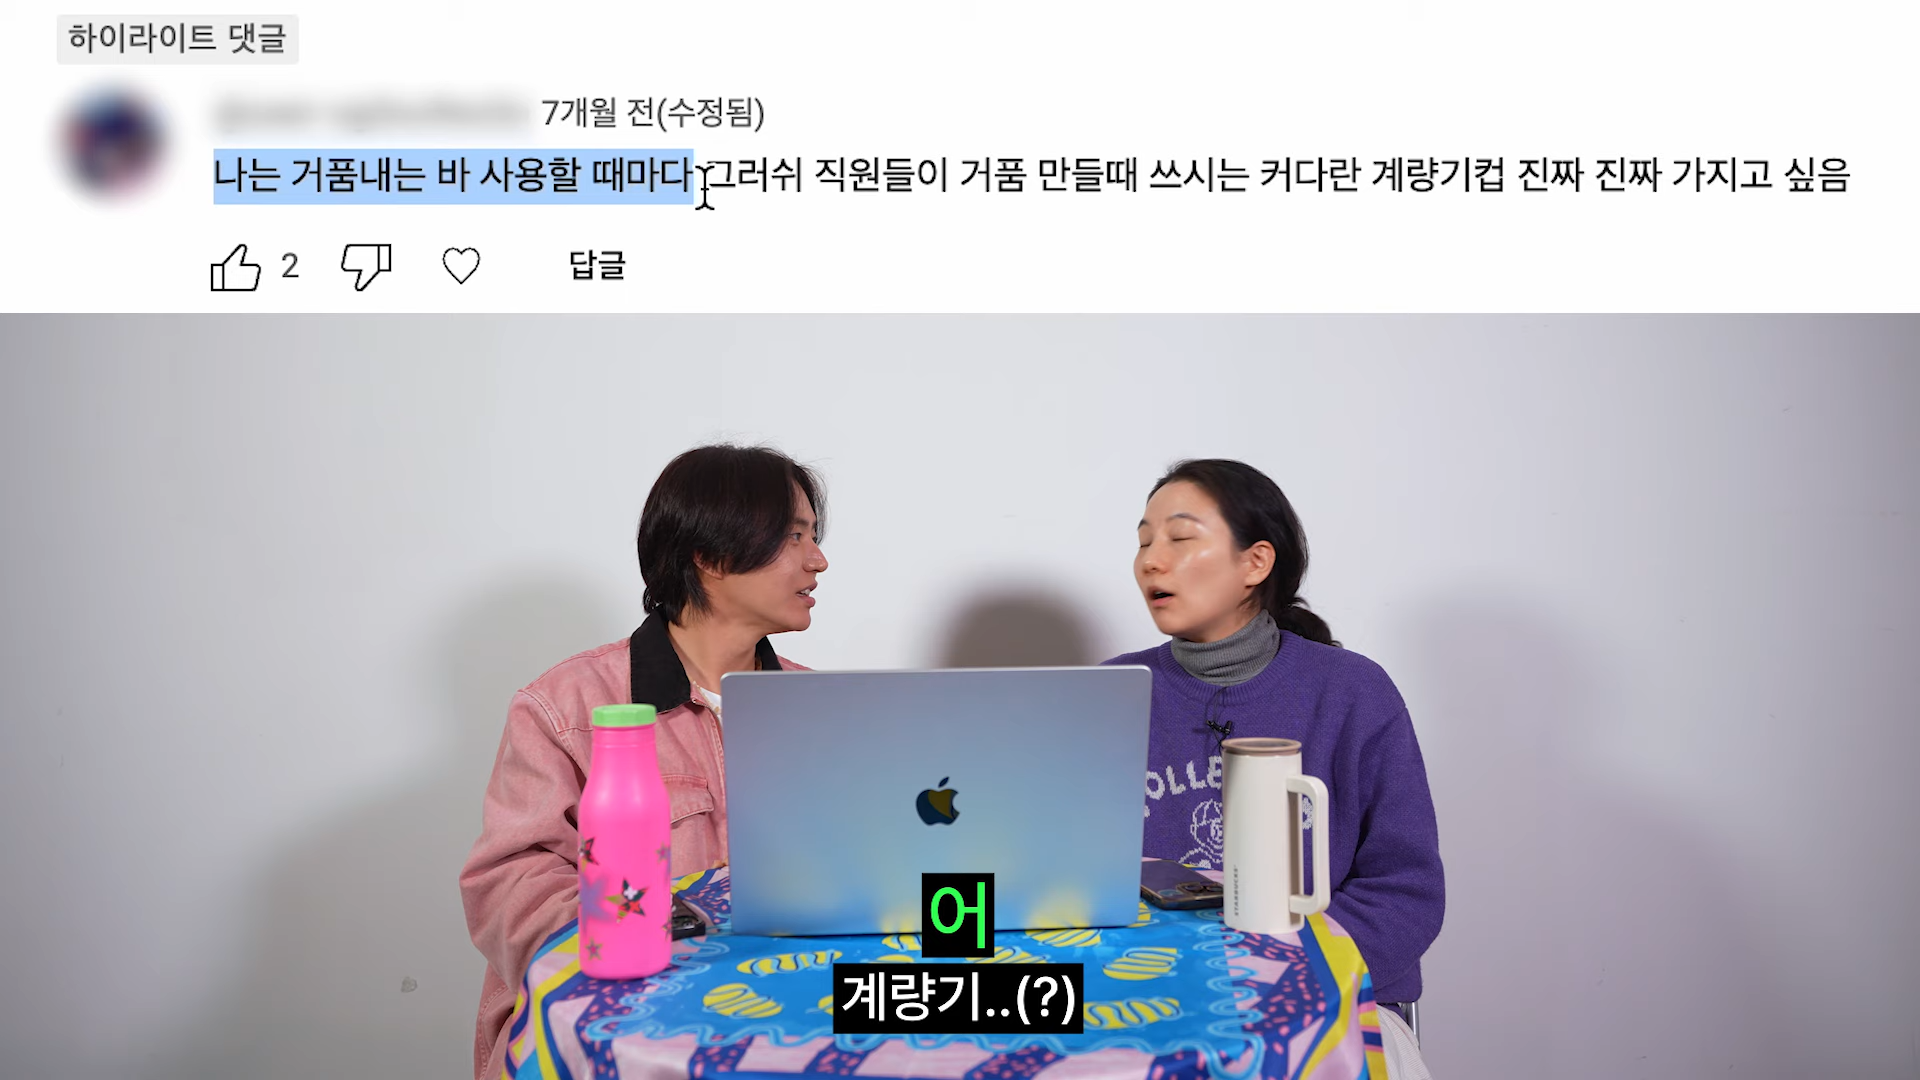 하이라이트 댓글
7개월 전(수정됨)
나는 거품내는 바 사용할 때마다 그러쉬 직원들이 거품 만들때 쓰시는 커다란 계량기컵 진짜 진짜 가지고 싶음
2
답글
OLLE
STARBUCKS
어
계량기..(?)